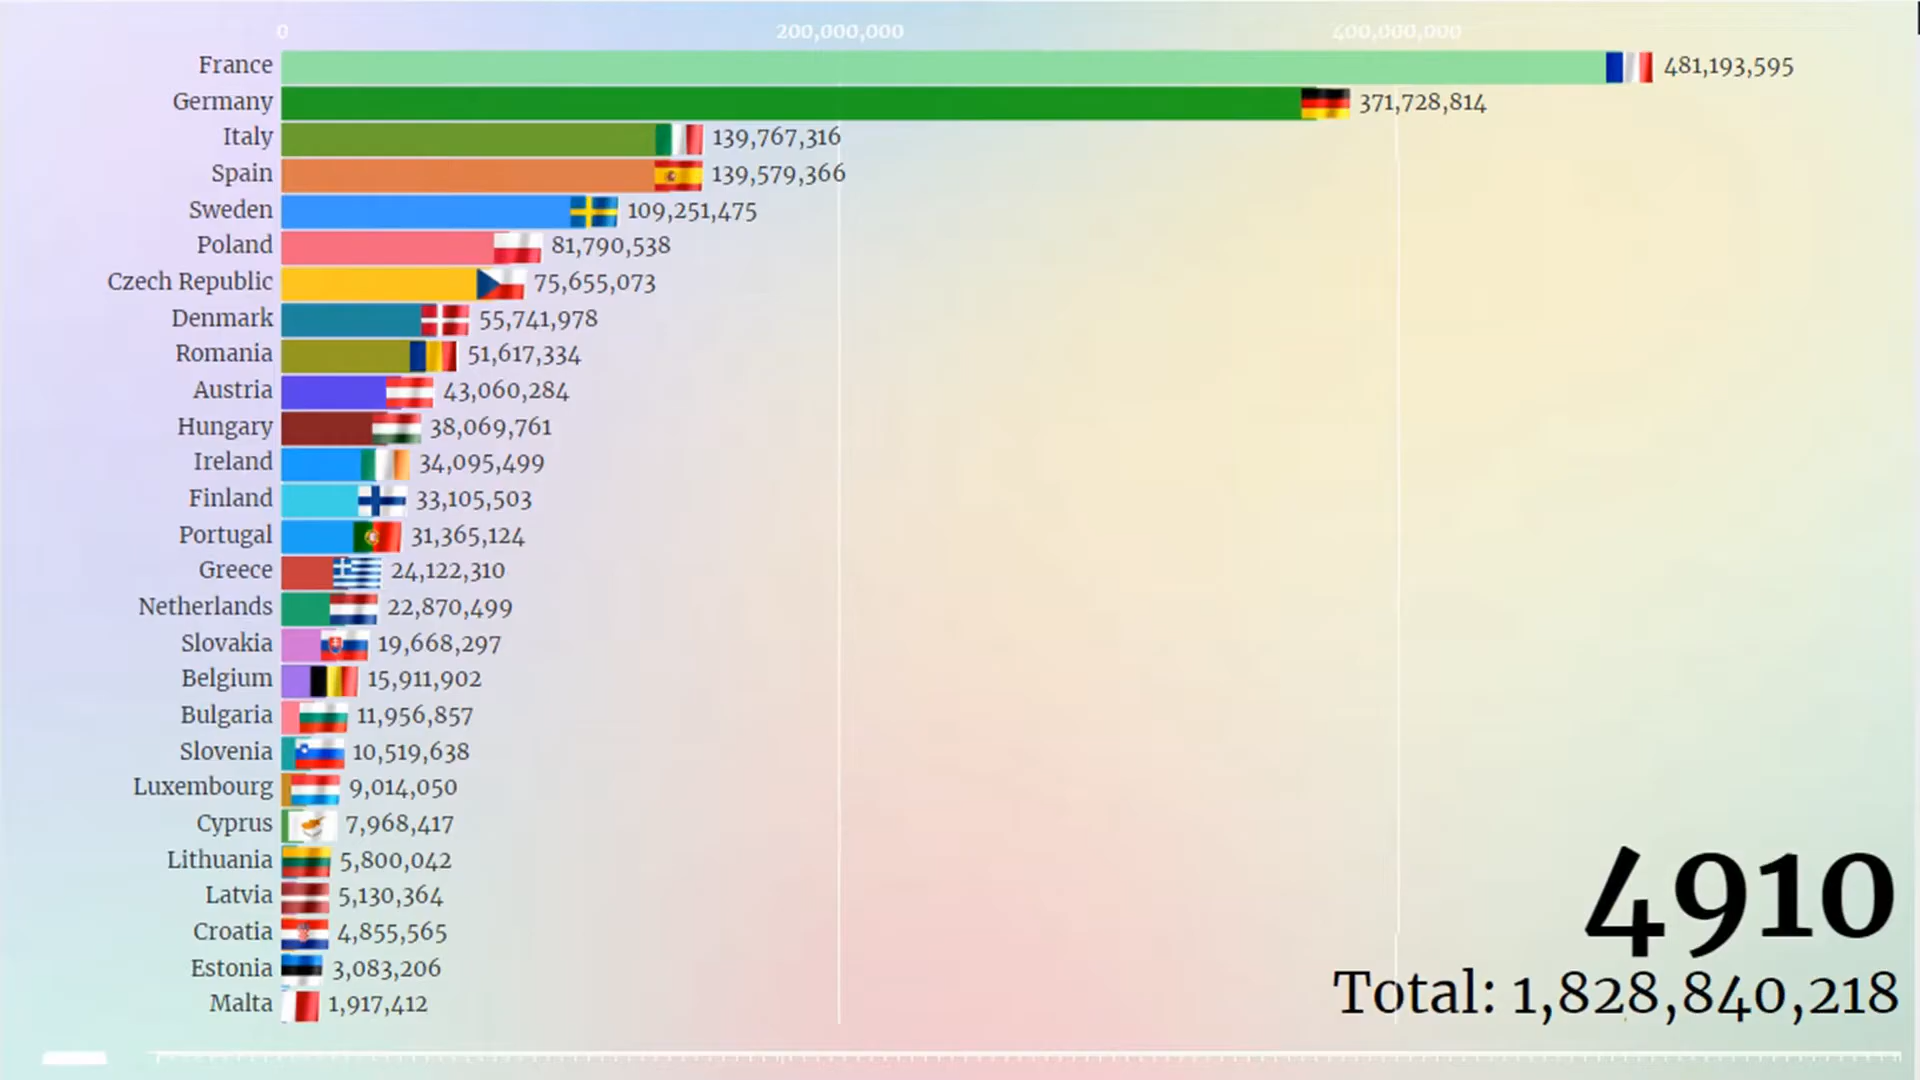 0 200,000,000 400,000,000
France 481,193,595
Germany 371,728,814
Italy 139,767,316
Spain 139,579,366
Sweden 109,251,475
Poland 81,790,538
Czech Republic 75,655,073
Denmark 55,741,978
Romania 51,617,334
Austria 43,060,284
Hungary 38,069,761
Ireland 34,095,499
Finland 33,105,503
Portugal 31,365,124
Greece 24,122,310
Netherlands 22,870,499
Slovakia 19,668,297
Belgium 15,911,902
Bulgaria 11,956,857
Slovenia 10,519,638
Luxembourg 9,014,050
Cyprus 7,968,417
Lithuania 5,800,042
Latvia 5,130,364
Croatia 4,855,565
Estonia 3,083,206
Malta 1,917,412
4910
Total: 1,828,840,218